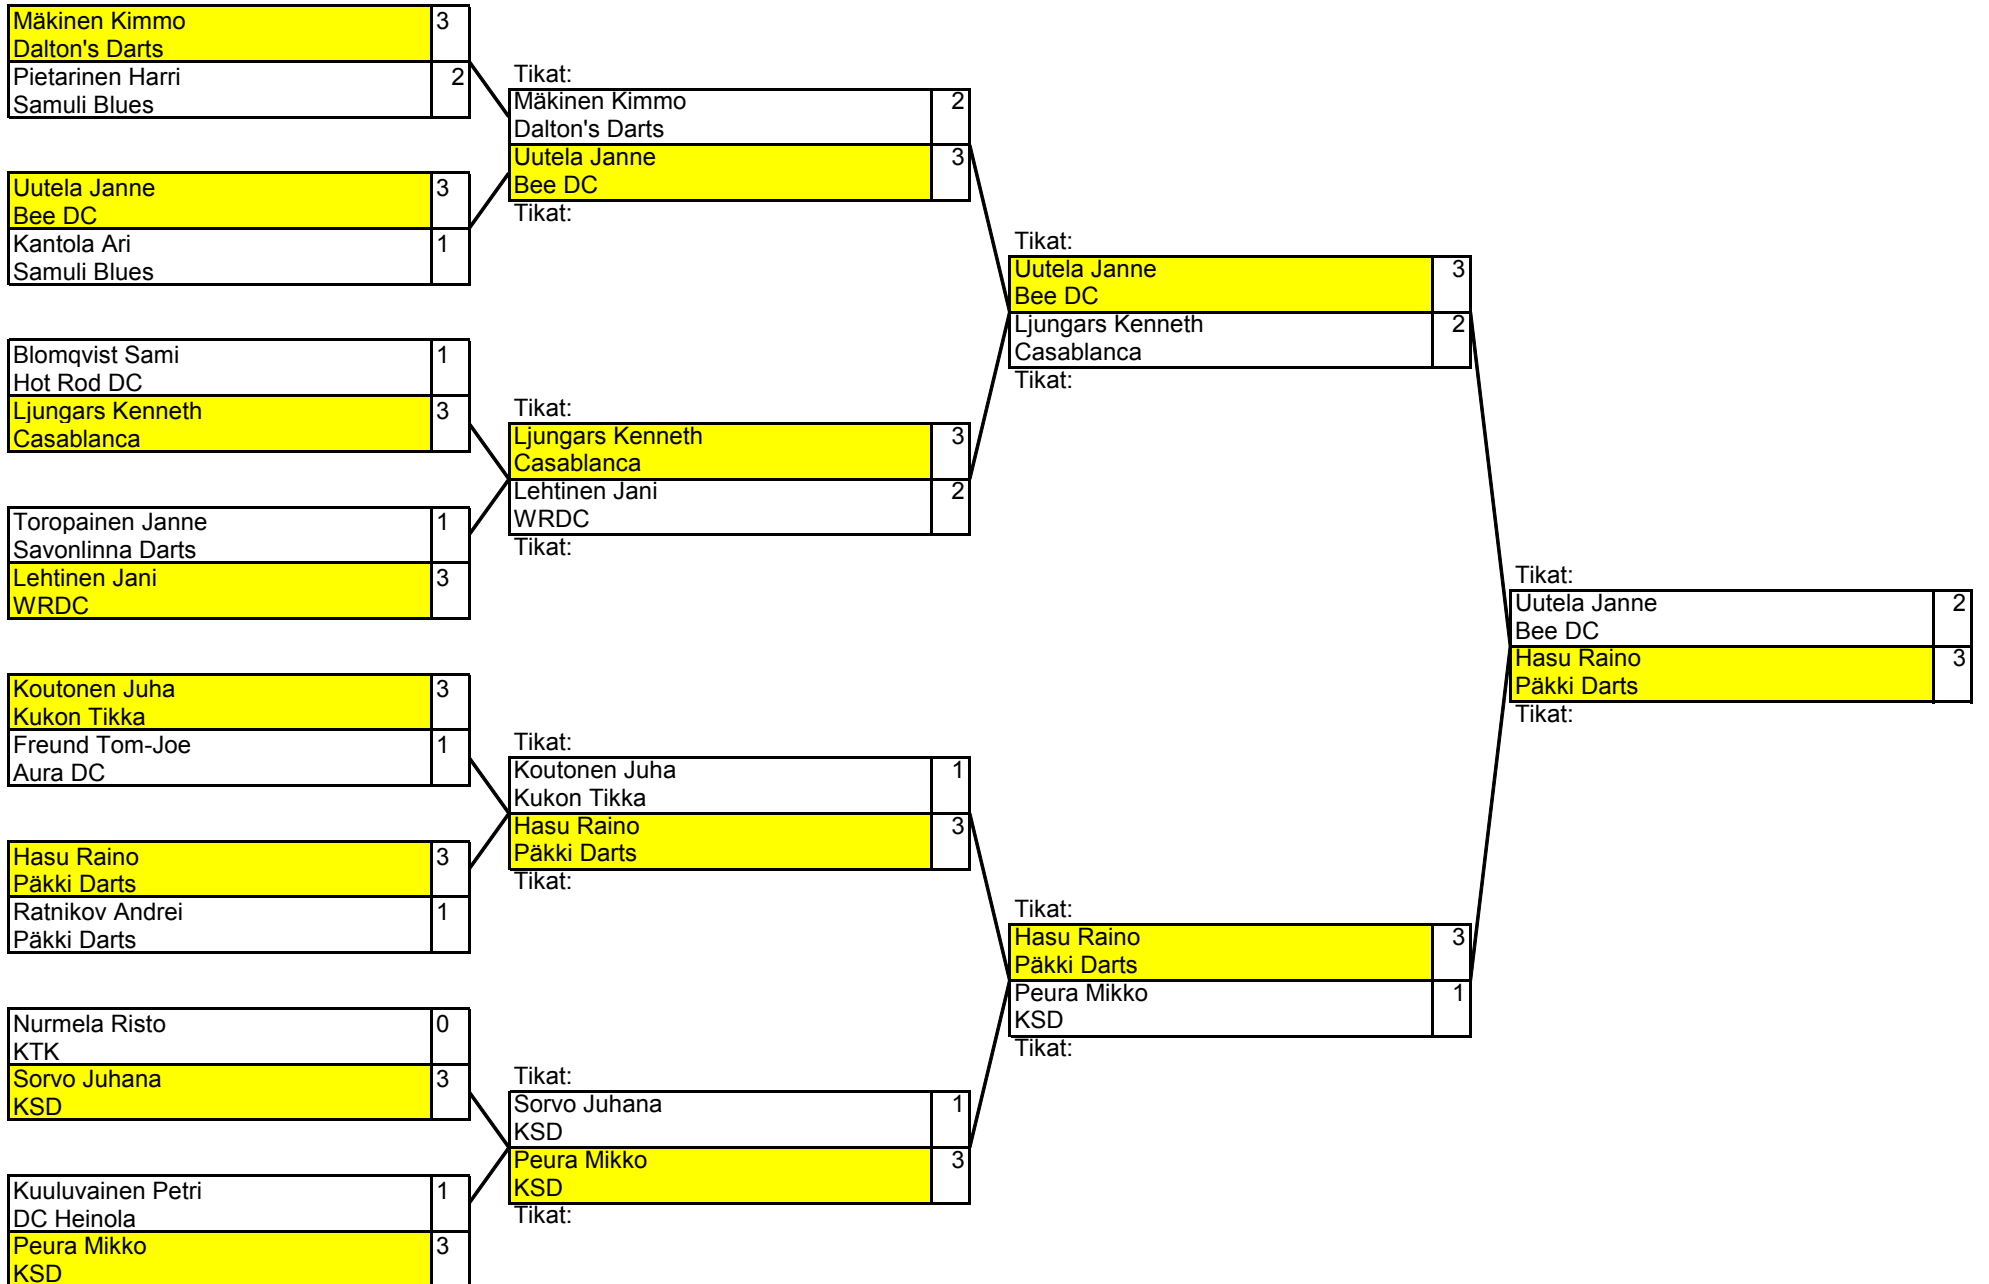 Mäkinen Kimmo 3
Dalton's Darts
Pietarinen Harri 2
Samuli Blues
Uutela Janne 3
Bee DC
Kantola Ari 1
Samuli Blues
Blomqvist Sami 1
Hot Rod DC
Ljungars Kenneth 3
Casablanca
Toropainen Janne 1
Savonlinna Darts
Lehtinen Jani 3
WRDC
Koutonen Juha 3
Kukon Tikka
Freund Tom-Joe 1
Aura DC
Hasu Raino 3
Päkki Darts
Ratnikov Andrei 1
Päkki Darts
Nurmela Risto 0
KTK
Sorvo Juhana 3
KSD
Kuuluvainen Petri 1
DC Heinola
Peura Mikko 3
KSD
Tikat:
Mäkinen Kimmo 2
Dalton's Darts
Uutela Janne 3
Bee DC
Tikat:
Tikat:
Ljungars Kenneth 3
Casablanca
Lehtinen Jani 2
WRDC
Tikat:
Tikat:
Koutonen Juha 1
Kukon Tikka
Hasu Raino 3
Päkki Darts
Tikat:
Tikat:
Sorvo Juhana 1
KSD
Peura Mikko 3
KSD
Tikat:
Tikat:
Uutela Janne 3
Bee DC
Ljungars Kenneth 2
Casablanca
Tikat:
Tikat:
Hasu Raino 3
Päkki Darts
Peura Mikko 1
KSD
Tikat:
Tikat:
Uutela Janne 2
Bee DC
Hasu Raino 3
Päkki Darts
Tikat: